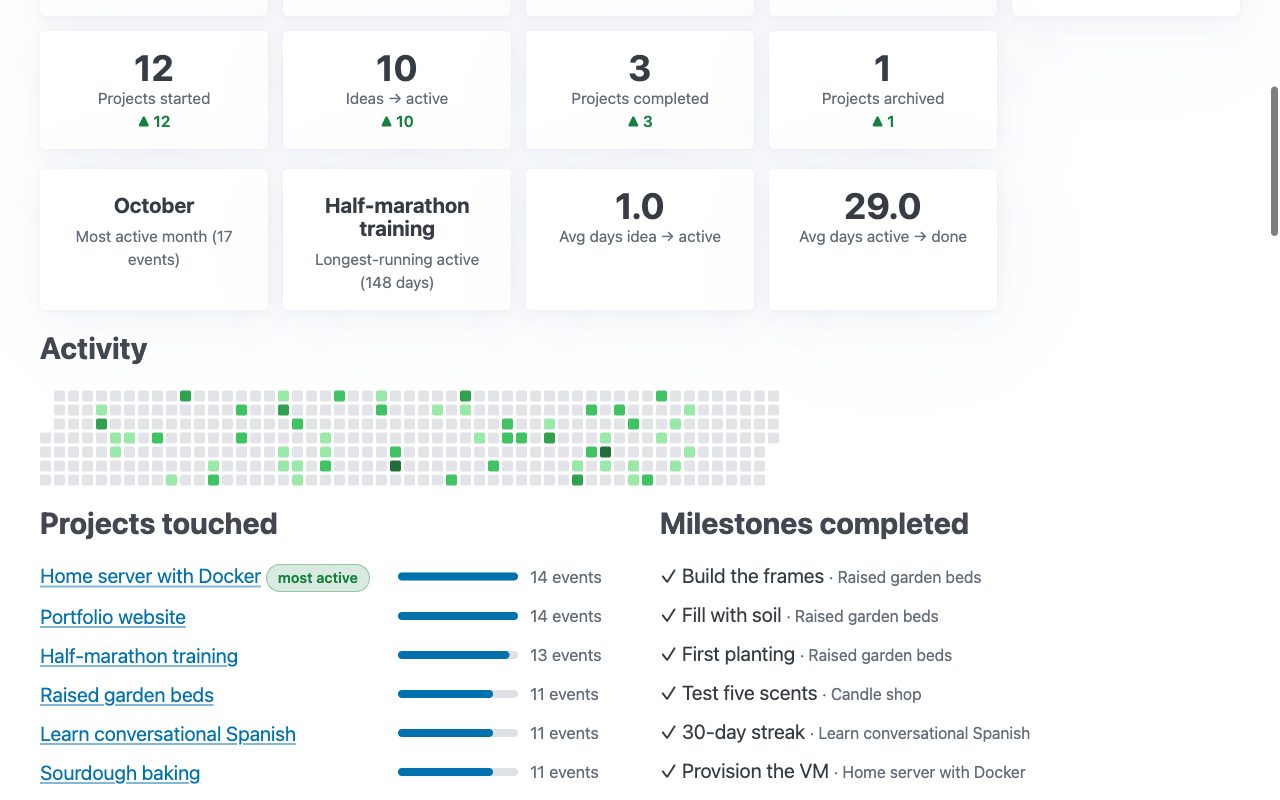 12
Projects started
▲ 12
10
Ideas → active
▲ 10
3
Projects completed
▲ 3
1
Projects archived
▲ 1
October
Most active month (17
events)
Half-marathon
training
Longest-running active
(148 days)
1.0
Avg days idea → active
29.0
Avg days active → done
Activity
Projects touched
Home server with Docker most active 14 events
Portfolio website 14 events
Half-marathon training 13 events
Raised garden beds 11 events
Learn conversational Spanish 11 events
Sourdough baking 11 events
Milestones completed
✓ Build the frames · Raised garden beds
✓ Fill with soil · Raised garden beds
✓ First planting · Raised garden beds
✓ Test five scents · Candle shop
✓ 30-day streak · Learn conversational Spanish
✓ Provision the VM · Home server with Docker